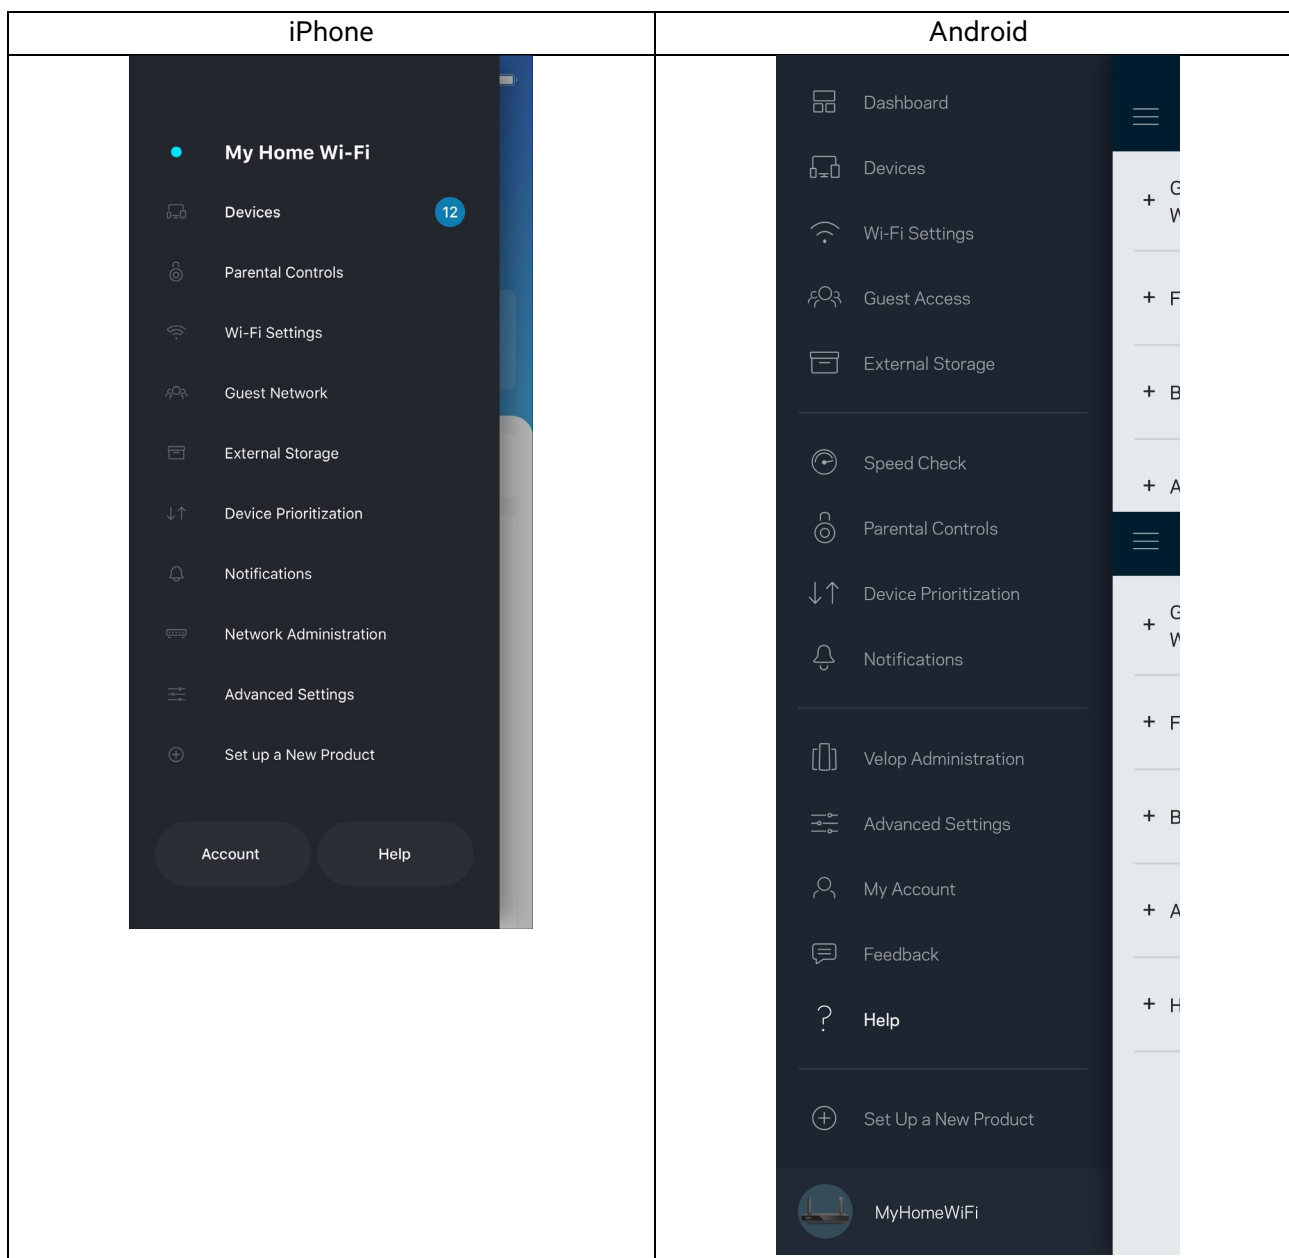 iPhone
Android
My Home Wi-Fi
Devices
12
Parental Controls
Wi-Fi Settings
Guest Network
External Storage
Device Prioritization
Notifications
Network Administration
Advanced Settings
Set up a New Product
Account
Help
Dashboard
Devices
Wi-Fi Settings
Guest Access
External Storage
Speed Check
Parental Controls
Device Prioritization
Notifications
Velop Administration
Advanced Settings
My Account
Feedback
Help
Set Up a New Product
MyHomeWiFi